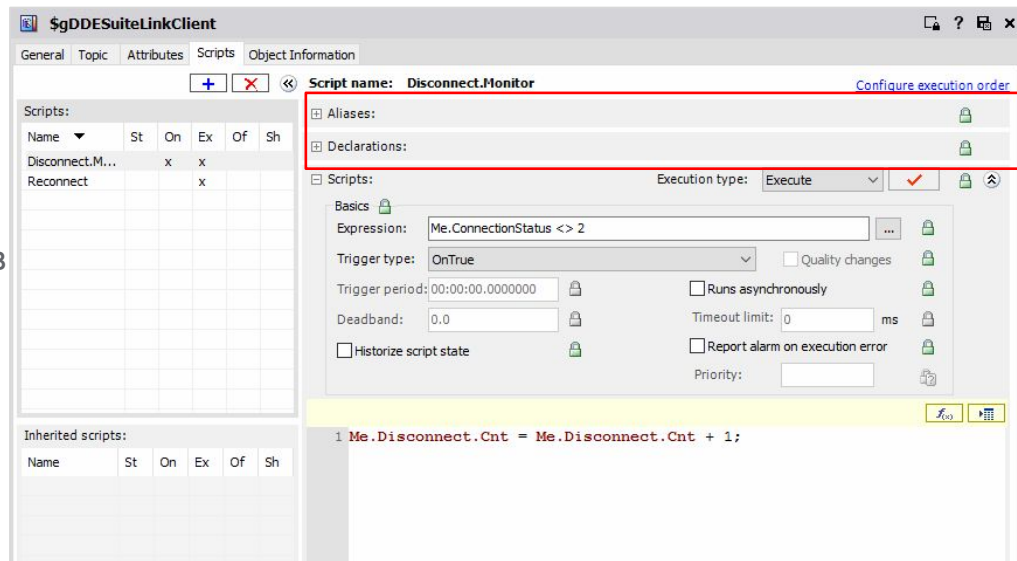 $gDDESuiteLinkClient ?
General Topic Attributes Scripts Object Information
Script name: Disconnect.Monitor Configure execution order
Scripts:
Name St On Ex Of Sh
Disconnect.M... x x
Reconnect x
Aliases:
Declarations:
Scripts: Execution type: Execute
Basics
Expression: Me.ConnectionStatus <> 2 ...
Trigger type: OnTrue Quality changes
Trigger period: 00:00:00.0000000 Runs asynchronously
Deadband: 0.0 Timeout limit: 0 ms
Historize script state Report alarm on execution error
Priority:
f(x)
1 Me.Disconnect.Cnt = Me.Disconnect.Cnt + 1;
Inherited scripts:
Name St On Ex Of Sh